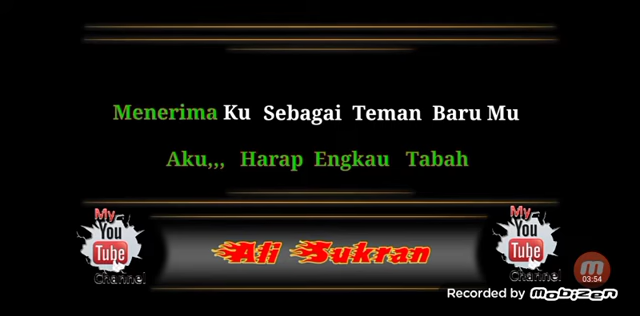 Menerima Ku Sebagai Teman Baru Mu
Aku,,, Harap Engkau Tabah
My
You
Tube
Channel
Ali Sukran
My
You
Tube
Channel
03:54
Recorded by mobizen